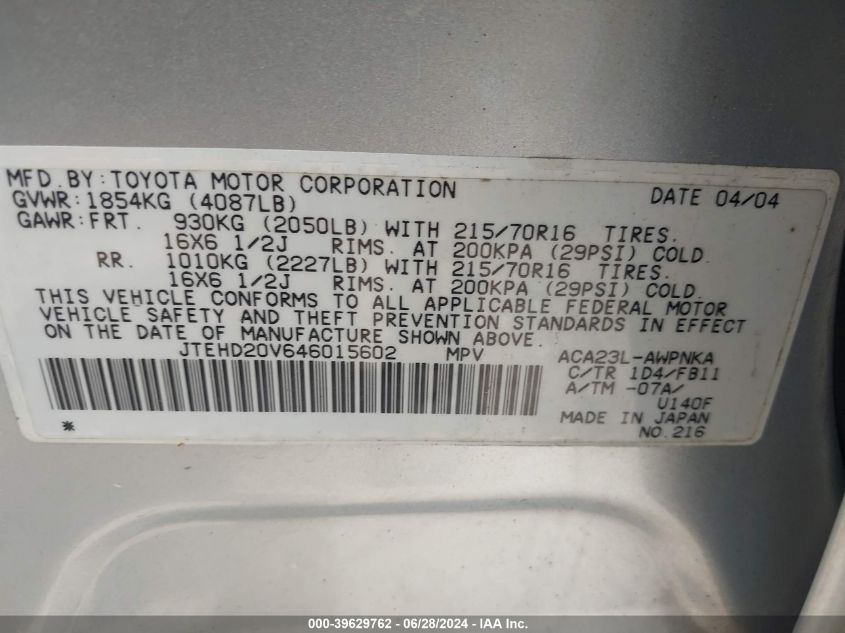 MFD.BY:TOYOTA MOTOR CORPORATION DATE 04/04
GVWR:1854KG (4087LB)
GAWR:FRT. 930KG (2050LB) WITH 215/70R16 TIRES.
16X6 1/2J RIMS. AT 200KPA (29PSI) COLD.
RR. 1010KG (2227LB) WITH 215/70R16 TIRES.
16X6 1/2J RIMS. AT 200KPA (29PSI) COLD.
THIS VEHICLE CONFORMS TO ALL APPLICABLE FEDERAL MOTOR
VEHICLE SAFETY AND THEFT PREVENTION STANDARDS IN EFFECT
ON THE DATE OF MANUFACTURE SHOWN ABOVE.
JTEHD20V646015602 MPV ACA23L-AWPNKA
C/TR 1D4/FB11
A/TM -07A/
U140F
MADE IN JAPAN
* NO.216
000-39629762 - 06/28/2024 - IAA Inc.